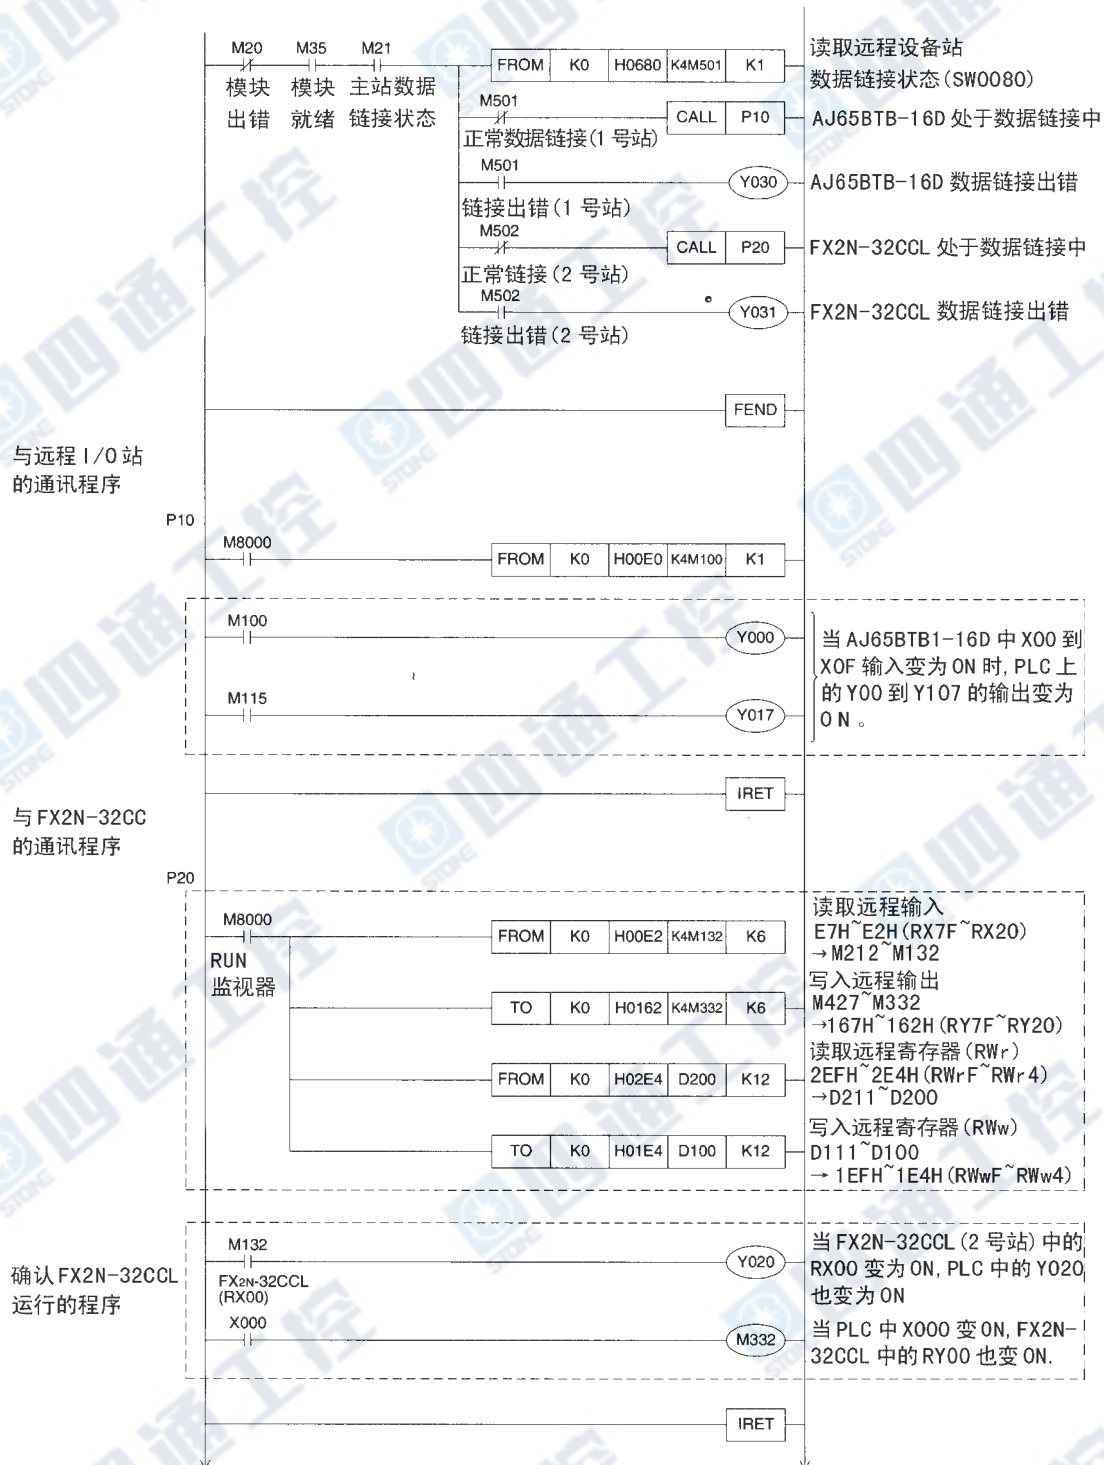 M20 M35 M21
模块 模块 主站数据
出错 就绪 链接状态
FROM K0 H0680 K4M501 K1
读取远程设备站
数据链接状态(SW0080)
M501
CALL P10
AJ65BTB-16D 处于数据链接中
正常数据链接(1 号站)
M501
Y030
AJ65BTB-16D 数据链接出错
链接出错(1 号站)
M502
CALL P20
FX2N-32CCL 处于数据链接中
正常链接(2 号站)
M502
Y031
FX2N-32CCL 数据链接出错
链接出错(2 号站)
FEND
与远程 I/O 站
的通讯程序
P10
M8000
FROM K0 H00E0 K4M100 K1
M100
Y000
M115
Y017
当 AJ65BTB1-16D 中 X00 到
X0F 输入变为 ON 时, PLC 上
的 Y00 到 Y107 的输出变为
ON。
IRET
与 FX2N-32CC
的通讯程序
P20
M8000
RUN
监视器
FROM K0 H00E2 K4M132 K6
读取远程输入
E7H~E2H(RX7F~RX20)
→M212~M132
TO K0 H0162 K4M332 K6
写入远程输出
M427~M332
→167H~162H(RY7F~RY20)
FROM K0 H02E4 D200 K12
读取远程寄存器(RWr)
2EFH~2E4H(RWrF~RWr4)
→D211~D200
TO K0 H01E4 D100 K12
写入远程寄存器(RWw)
D111~D100
→ 1EFH~1E4H(RWwF~RWw4)
确认 FX2N-32CCL
运行的程序
M132
FX2N-32CCL
(RX00)
Y020
当 FX2N-32CCL(2 号站)中的
RX00 变为 ON, PLC 中的 Y020
也变为 ON
X000
M332
当 PLC 中 X000 变 ON, FX2N-
32CCL 中的 RY00 也变 ON.
IRET
四通工控
STONE